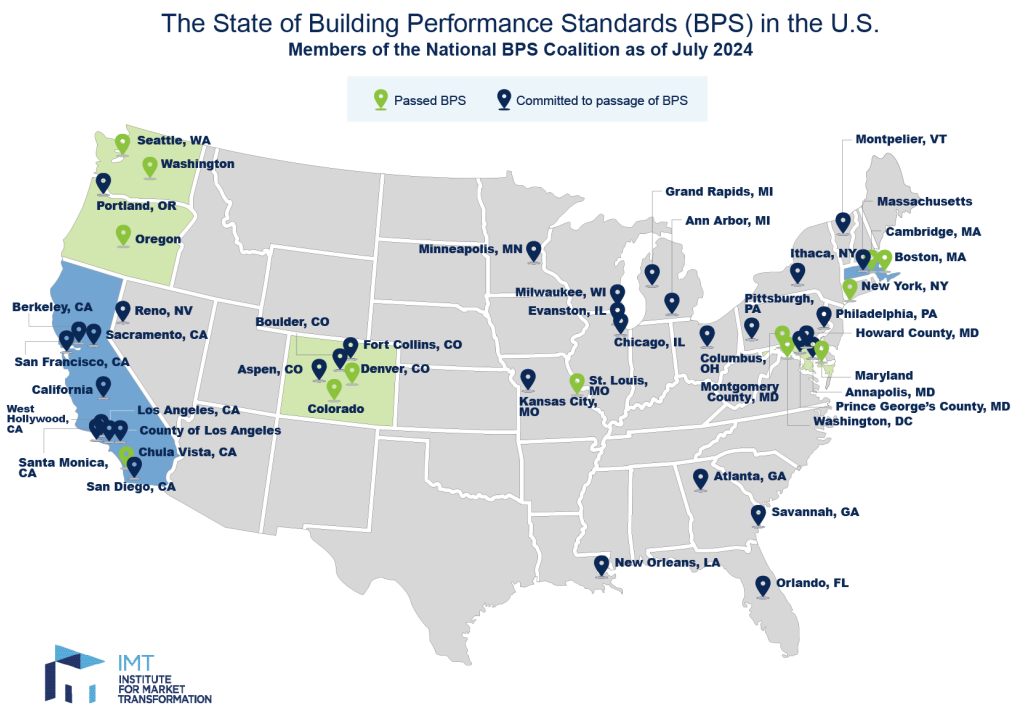 The State of Building Performance Standards (BPS) in the U.S.
Members of the National BPS Coalition as of July 2024
Passed BPS
Committed to passage of BPS
Seattle, WA
Washington
Portland, OR
Oregon
Berkeley, CA
Reno, NV
Sacramento, CA
San Francisco, CA
California
West
Hollywood,
CA
Los Angeles, CA
County of Los Angeles
Chula Vista, CA
Santa Monica,
CA
San Diego, CA
Boulder, CO
Fort Collins, CO
Aspen, CO
Denver, CO
Colorado
Minneapolis, MN
Milwaukee, WI
Evanston, IL
Chicago, IL
Grand Rapids, MI
Ann Arbor, MI
Kansas City,
MO
St. Louis,
MO
Columbus,
OH
Pittsburgh,
PA
Montpelier, VT
Massachusetts
Cambridge, MA
Ithaca, NY
Boston, MA
New York, NY
Philadelphia, PA
Howard County, MD
Montgomery
County, MD
Maryland
Annapolis, MD
Prince George's County, MD
Washington, DC
Atlanta, GA
Savannah, GA
New Orleans, LA
Orlando, FL
IMT
INSTITUTE
FOR MARKET
TRANSFORMATION